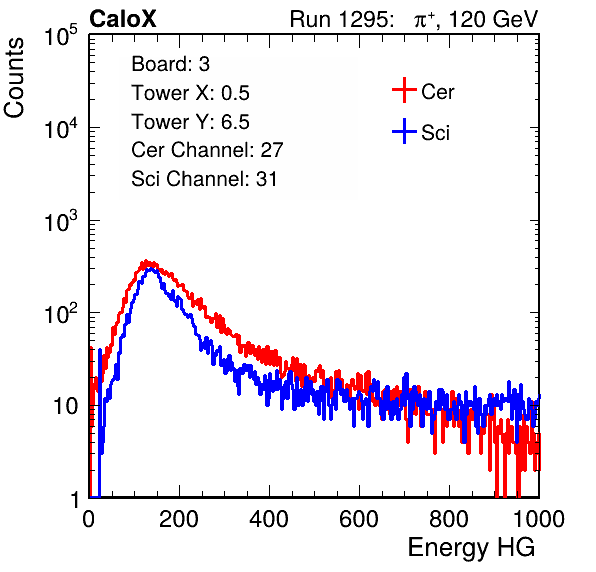 CaloX Run 1295: π⁺, 120 GeV
Counts
Board: 3
Tower X: 0.5
Tower Y: 6.5
Cer Channel: 27
Sci Channel: 31
Cer
Sci
10⁵
10⁴
10³
10²
10
1
0 200 400 600 800 1000
Energy HG